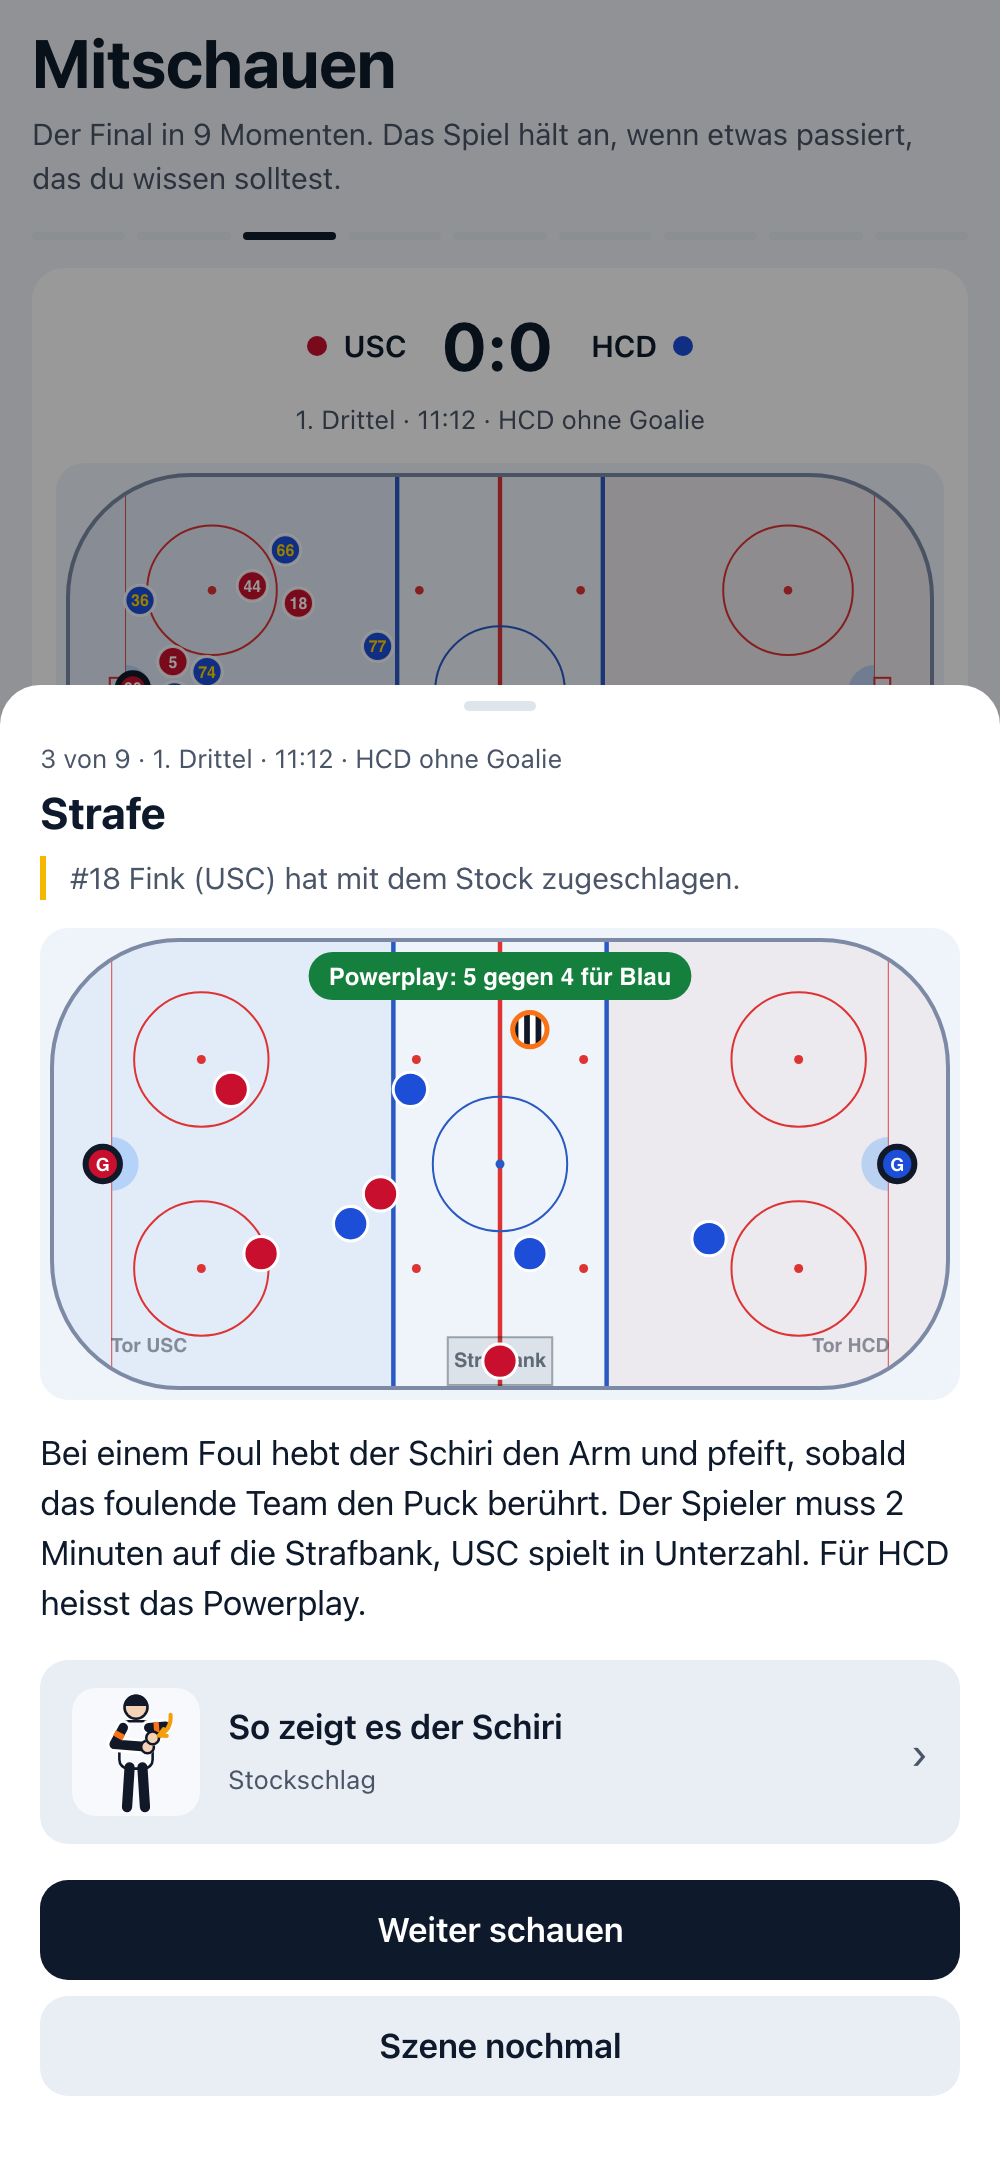 Mitschauen
Der Final in 9 Momenten. Das Spiel hält an, wenn etwas passiert,
das du wissen solltest.
USC 0:0 HCD
1. Drittel · 11:12 · HCD ohne Goalie
66
44
36
18
77
5
74
3 von 9 · 1. Drittel · 11:12 · HCD ohne Goalie
Strafe
#18 Fink (USC) hat mit dem Stock zugeschlagen.
Powerplay: 5 gegen 4 für Blau
G
G
Tor USC
Tor HCD
Bei einem Foul hebt der Schiri den Arm und pfeift, sobald
das foulende Team den Puck berührt. Der Spieler muss 2
Minuten auf die Strafbank, USC spielt in Unterzahl. Für HCD
heisst das Powerplay.
So zeigt es der Schiri
Stockschlag
›
Weiter schauen
Szene nochmal